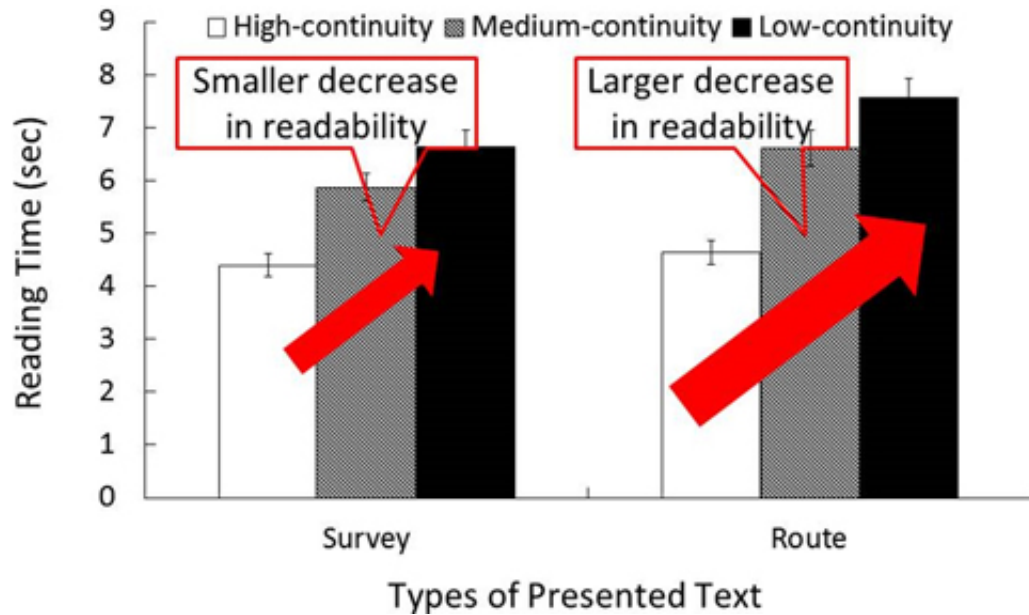 9
High-continuity Medium-continuity Low-continuity
8
Smaller decrease
in readability
Larger decrease
in readability
7
6
5
4
3
2
1
0
Reading Time (sec)
Survey Route
Types of Presented Text